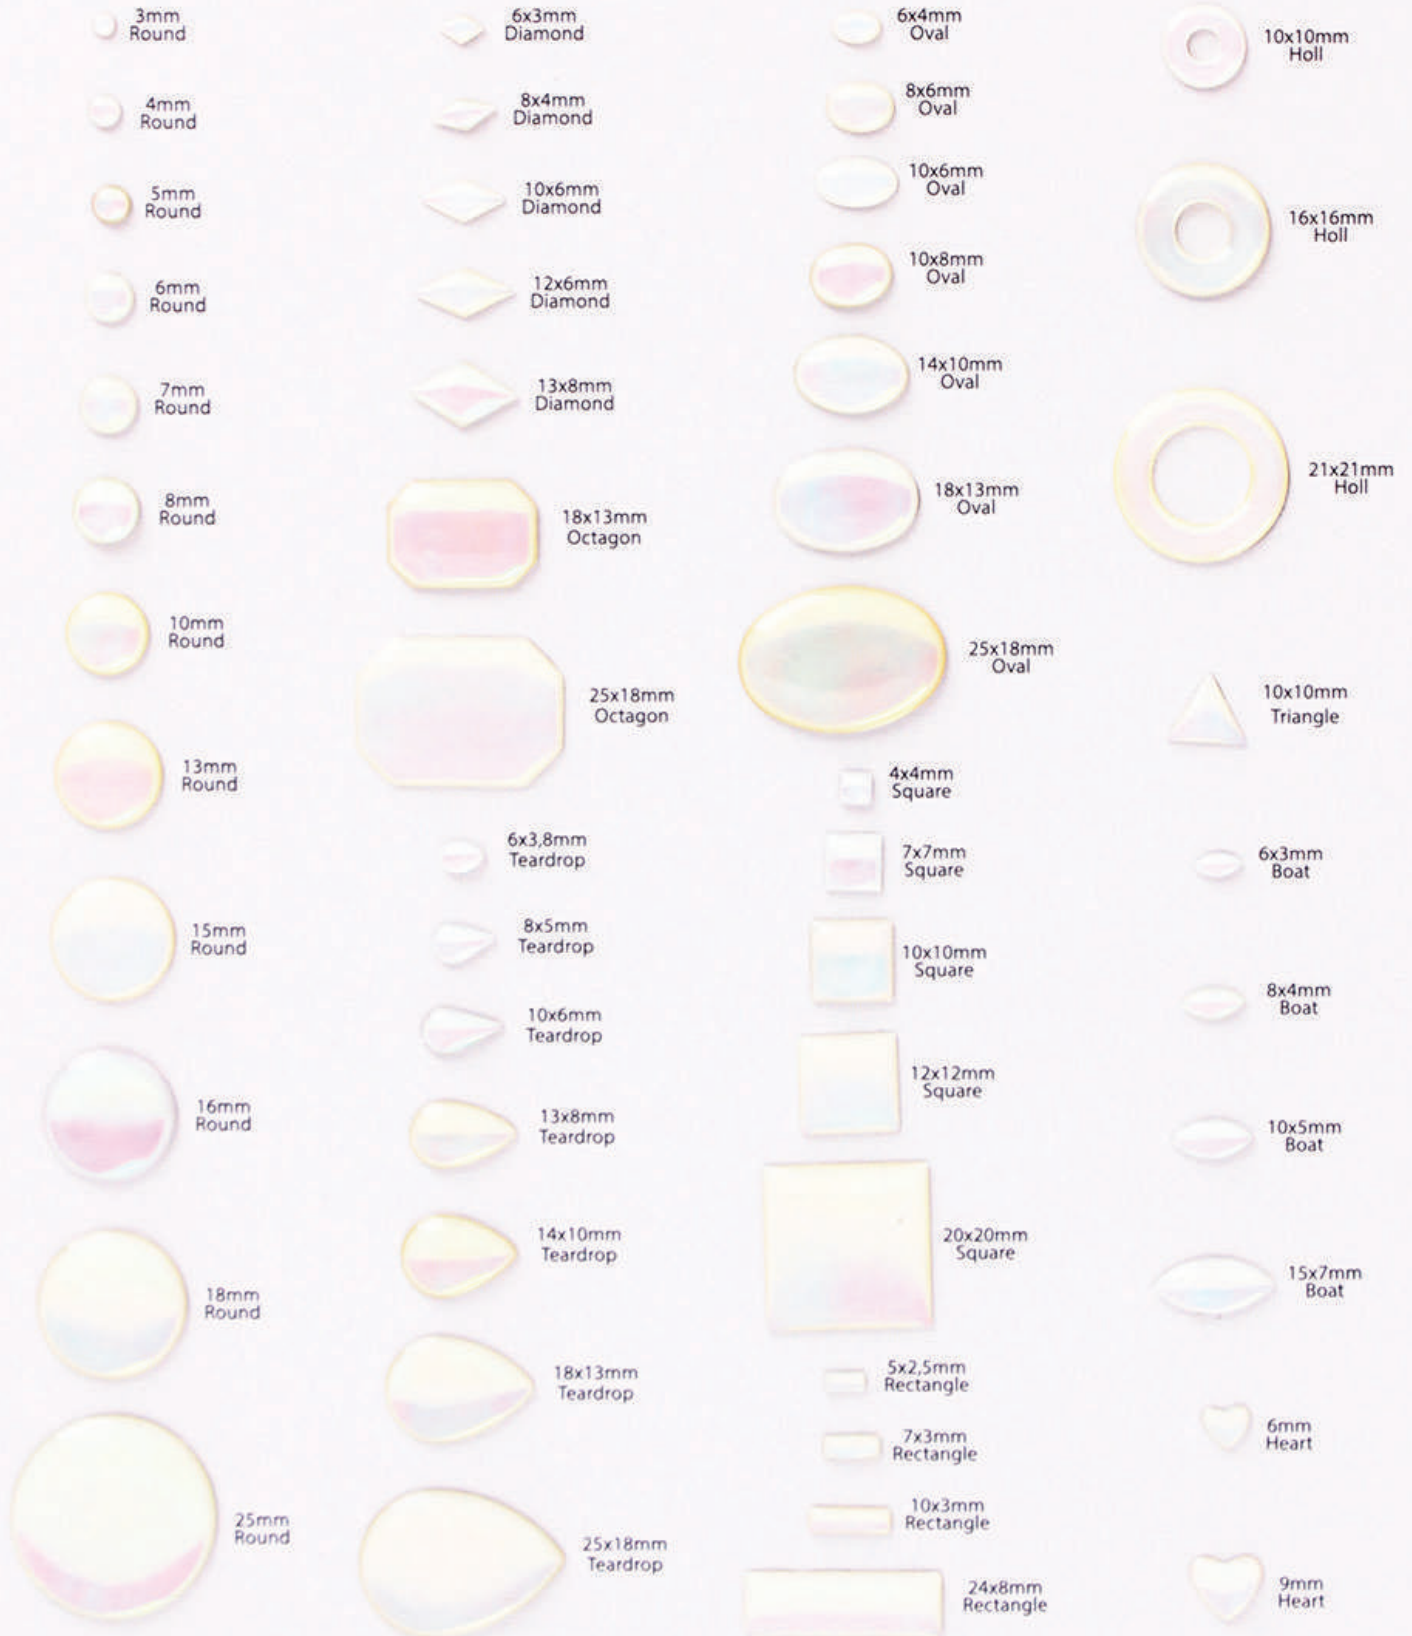 3mm
Round
4mm
Round
5mm
Round
6mm
Round
7mm
Round
8mm
Round
10mm
Round
13mm
Round
15mm
Round
16mm
Round
18mm
Round
25mm
Round
6x3mm
Diamond
8x4mm
Diamond
10x6mm
Diamond
12x6mm
Diamond
13x8mm
Diamond
18x13mm
Octagon
25x18mm
Octagon
6x3,8mm
Teardrop
8x5mm
Teardrop
10x6mm
Teardrop
13x8mm
Teardrop
14x10mm
Teardrop
18x13mm
Teardrop
25x18mm
Teardrop
6x4mm
Oval
8x6mm
Oval
10x6mm
Oval
10x8mm
Oval
14x10mm
Oval
18x13mm
Oval
25x18mm
Oval
4x4mm
Square
7x7mm
Square
10x10mm
Square
12x12mm
Square
20x20mm
Square
5x2,5mm
Rectangle
7x3mm
Rectangle
10x3mm
Rectangle
24x8mm
Rectangle
10x10mm
Holl
16x16mm
Holl
21x21mm
Holl
10x10mm
Triangle
6x3mm
Boat
8x4mm
Boat
10x5mm
Boat
15x7mm
Boat
6mm
Heart
9mm
Heart